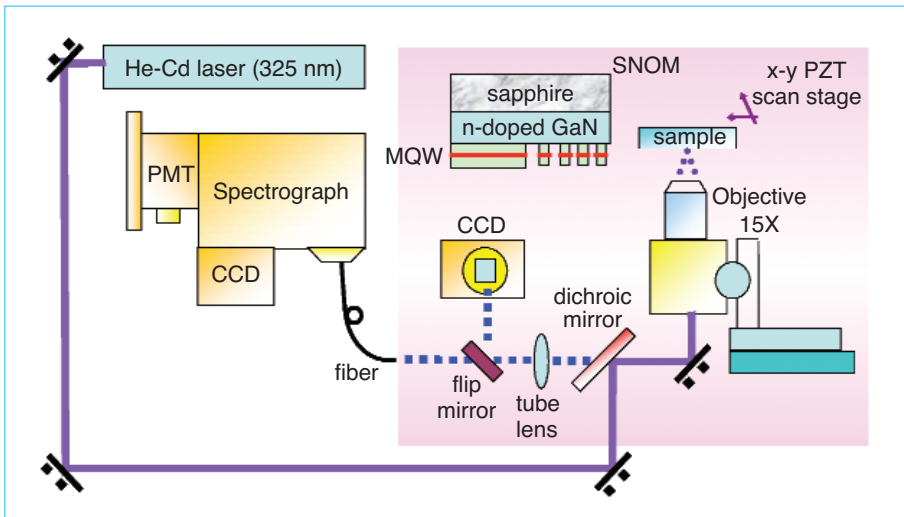 He-Cd laser (325 nm)
SNOM
x-y PZT
scan stage
sapphire
n-doped GaN
sample
MQW
PMT
Spectrograph
Objective
15X
CCD
CCD
dichroic
mirror
fiber
flip
mirror
tube
lens